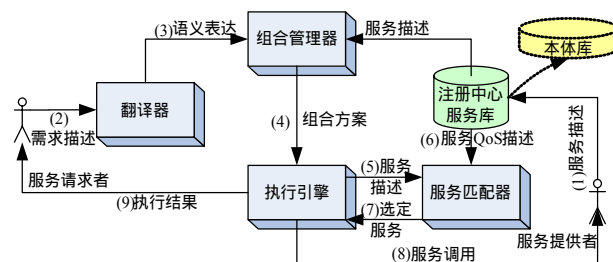 (3)语义表达
组合管理器
服务描述
本体库
(2)
需求描述
翻译器
注册中心
服务库
(4)
组合方案
(6)服务QoS描述
(1)服务描述
服务请求者
(9)执行结果
执行引擎
(5)服务
描述
(7)选定
服务
服务匹配器
(8)服务调用
服务提供者